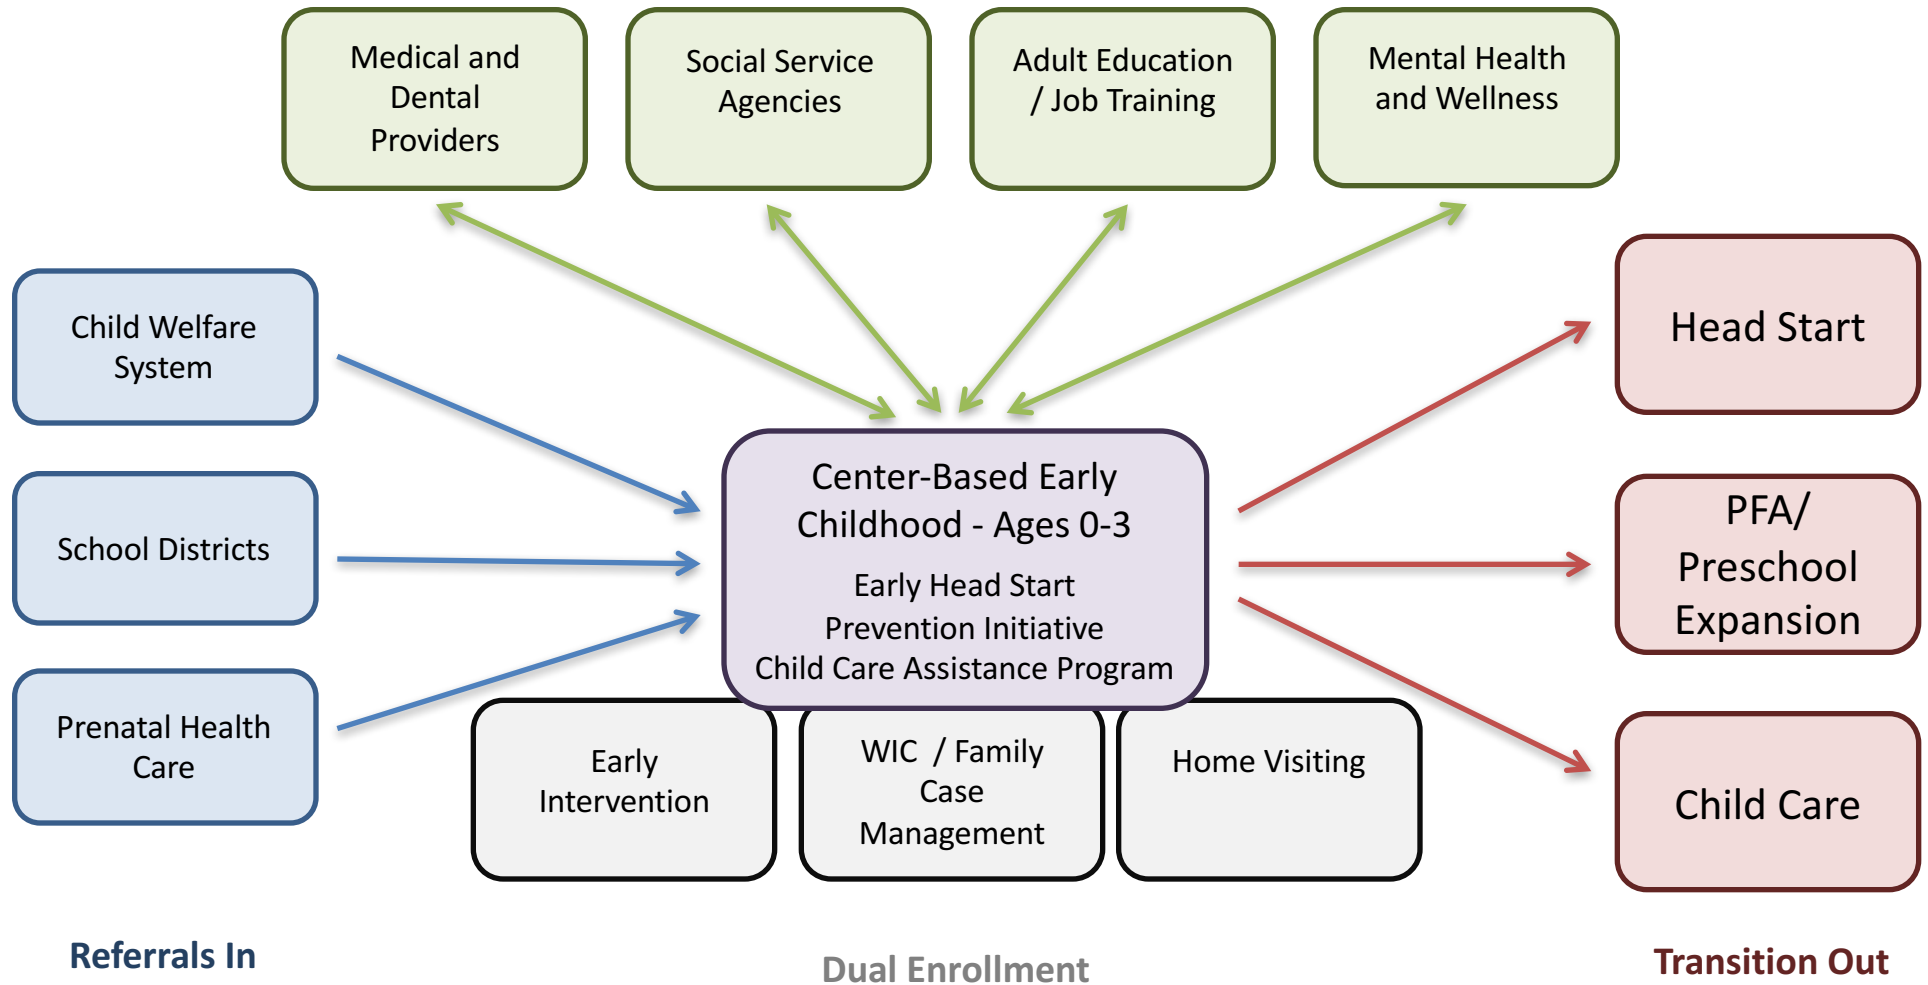 Medical and
Dental
Providers
Social Service
Agencies
Adult Education
/ Job Training
Mental Health
and Wellness
Child Welfare
System
School Districts
Prenatal Health
Care
Center-Based Early
Childhood - Ages 0-3
Early Head Start
Prevention Initiative
Child Care Assistance Program
Early
Intervention
WIC / Family
Case
Management
Home Visiting
Head Start
PFA/
Preschool
Expansion
Child Care
Referrals In
Dual Enrollment
Transition Out